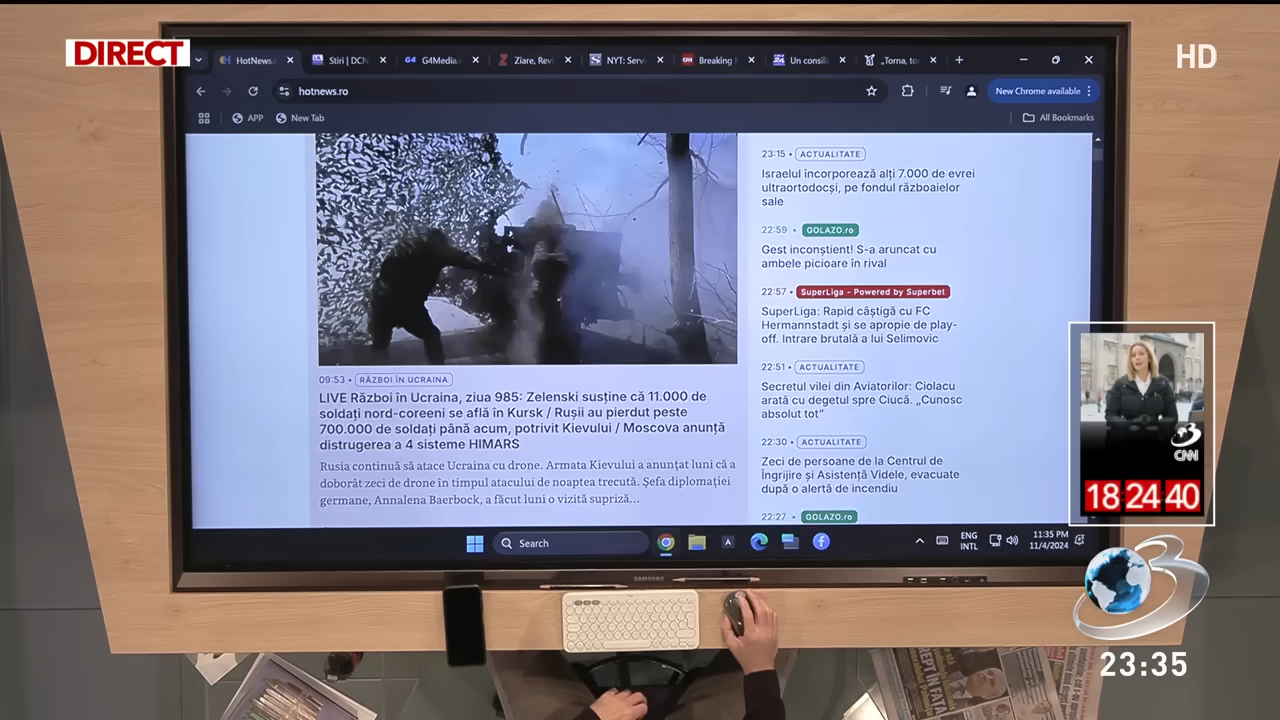 DIRECT
HD
HotNews.
Stiri | DCN
G4 G4Media.
Z Ziare, Rev
NYT: Servi
CNN Breaking
Un consili
„Torna, to
hotnews.ro
New Chrome available
APP
New Tab
All Bookmarks
09:53 • RĂZBOI ÎN UCRAINA
LIVE Război în Ucraina, ziua 985: Zelenski susține că 11.000 de
soldați nord-coreeni se află în Kursk / Rușii au pierdut peste
700.000 de soldați până acum, potrivit Kievului / Moscova anunță
distrugerea a 4 sisteme HIMARS
Rusia continuă să atace Ucraina cu drone. Armata Kievului a anunțat luni că a
doborât zeci de drone în timpul atacului de noaptea trecută. Șefa diplomației
germane, Annalena Baerbock, a făcut luni o vizită supriză...
23:15 • ACTUALITATE
Israelul încorporează alți 7.000 de evrei
ultraortodocși, pe fondul războaielor
sale
22:59 • GOLAZO.ro
Gest inconștient! S-a aruncat cu
ambele picioare în rival
22:57 • SuperLiga - Powered by Superbet
SuperLiga: Rapid câștigă cu FC
Hermannstadt și se apropie de play-
off. Intrare brutală a lui Selimovic
22:51 • ACTUALITATE
Secretul vilei din Aviatorilor: Ciolacu
arată cu degetul spre Ciucă. „Cunosc
absolut tot”
22:30 • ACTUALITATE
Zeci de persoane de la Centrul de
Îngrijire și Asistență Videle, evacuate
după o alertă de incendiu
22:27 • GOLAZO.ro
Search
A
ENG
INTL
11:35 PM
11/4/2024
SAMSUNG
3
CNN
18 24 40
3
23:35